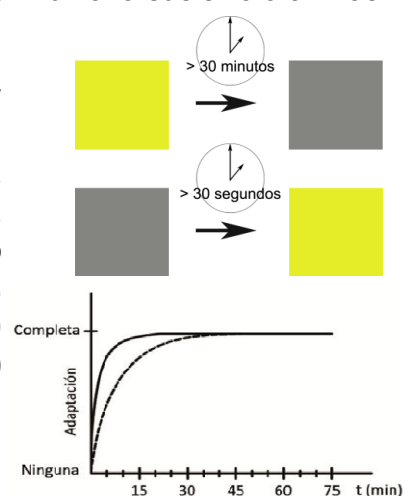 > 30 minutos
> 30 segundos
Completa
Adaptación
Ninguna
15 30 45 60 75 t (min)